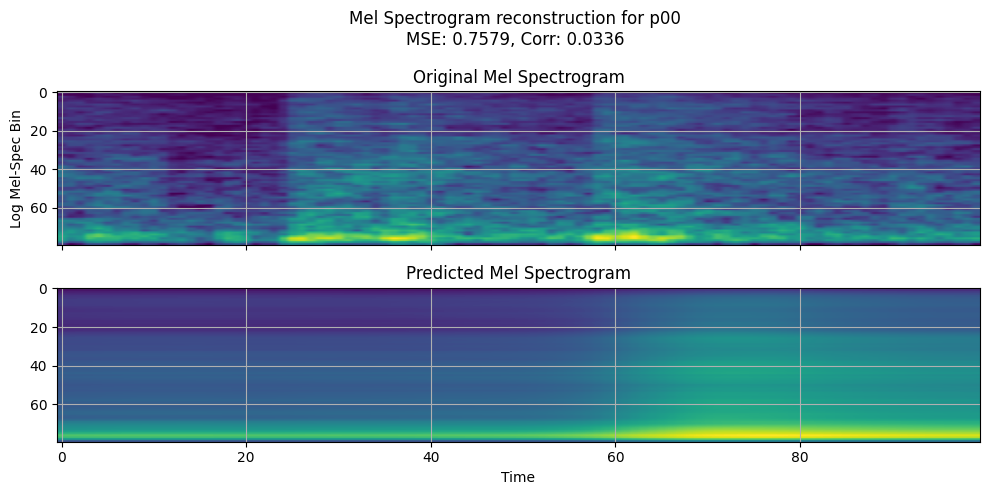 Mel Spectrogram reconstruction for p00
MSE: 0.7579, Corr: 0.0336
Original Mel Spectrogram
0
20
40
60
Log Mel-Spec Bin
Predicted Mel Spectrogram
0
20
40
60
0 20 40 60 80
Time